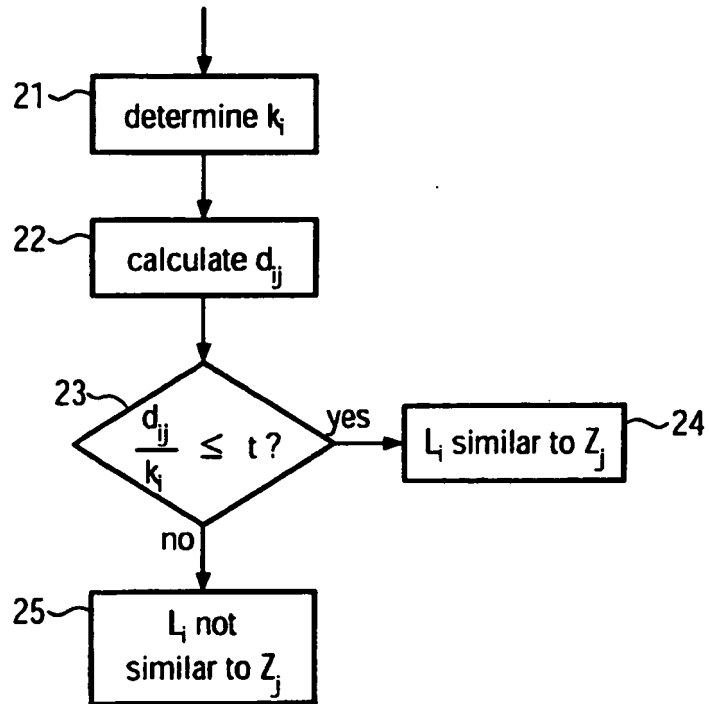 21
determine k_i
22
calculate d_ij
23
d_ij
k_i
≤ t ?
yes
L_i similar to Z_j
24
no
25
L_i not
similar to Z_j